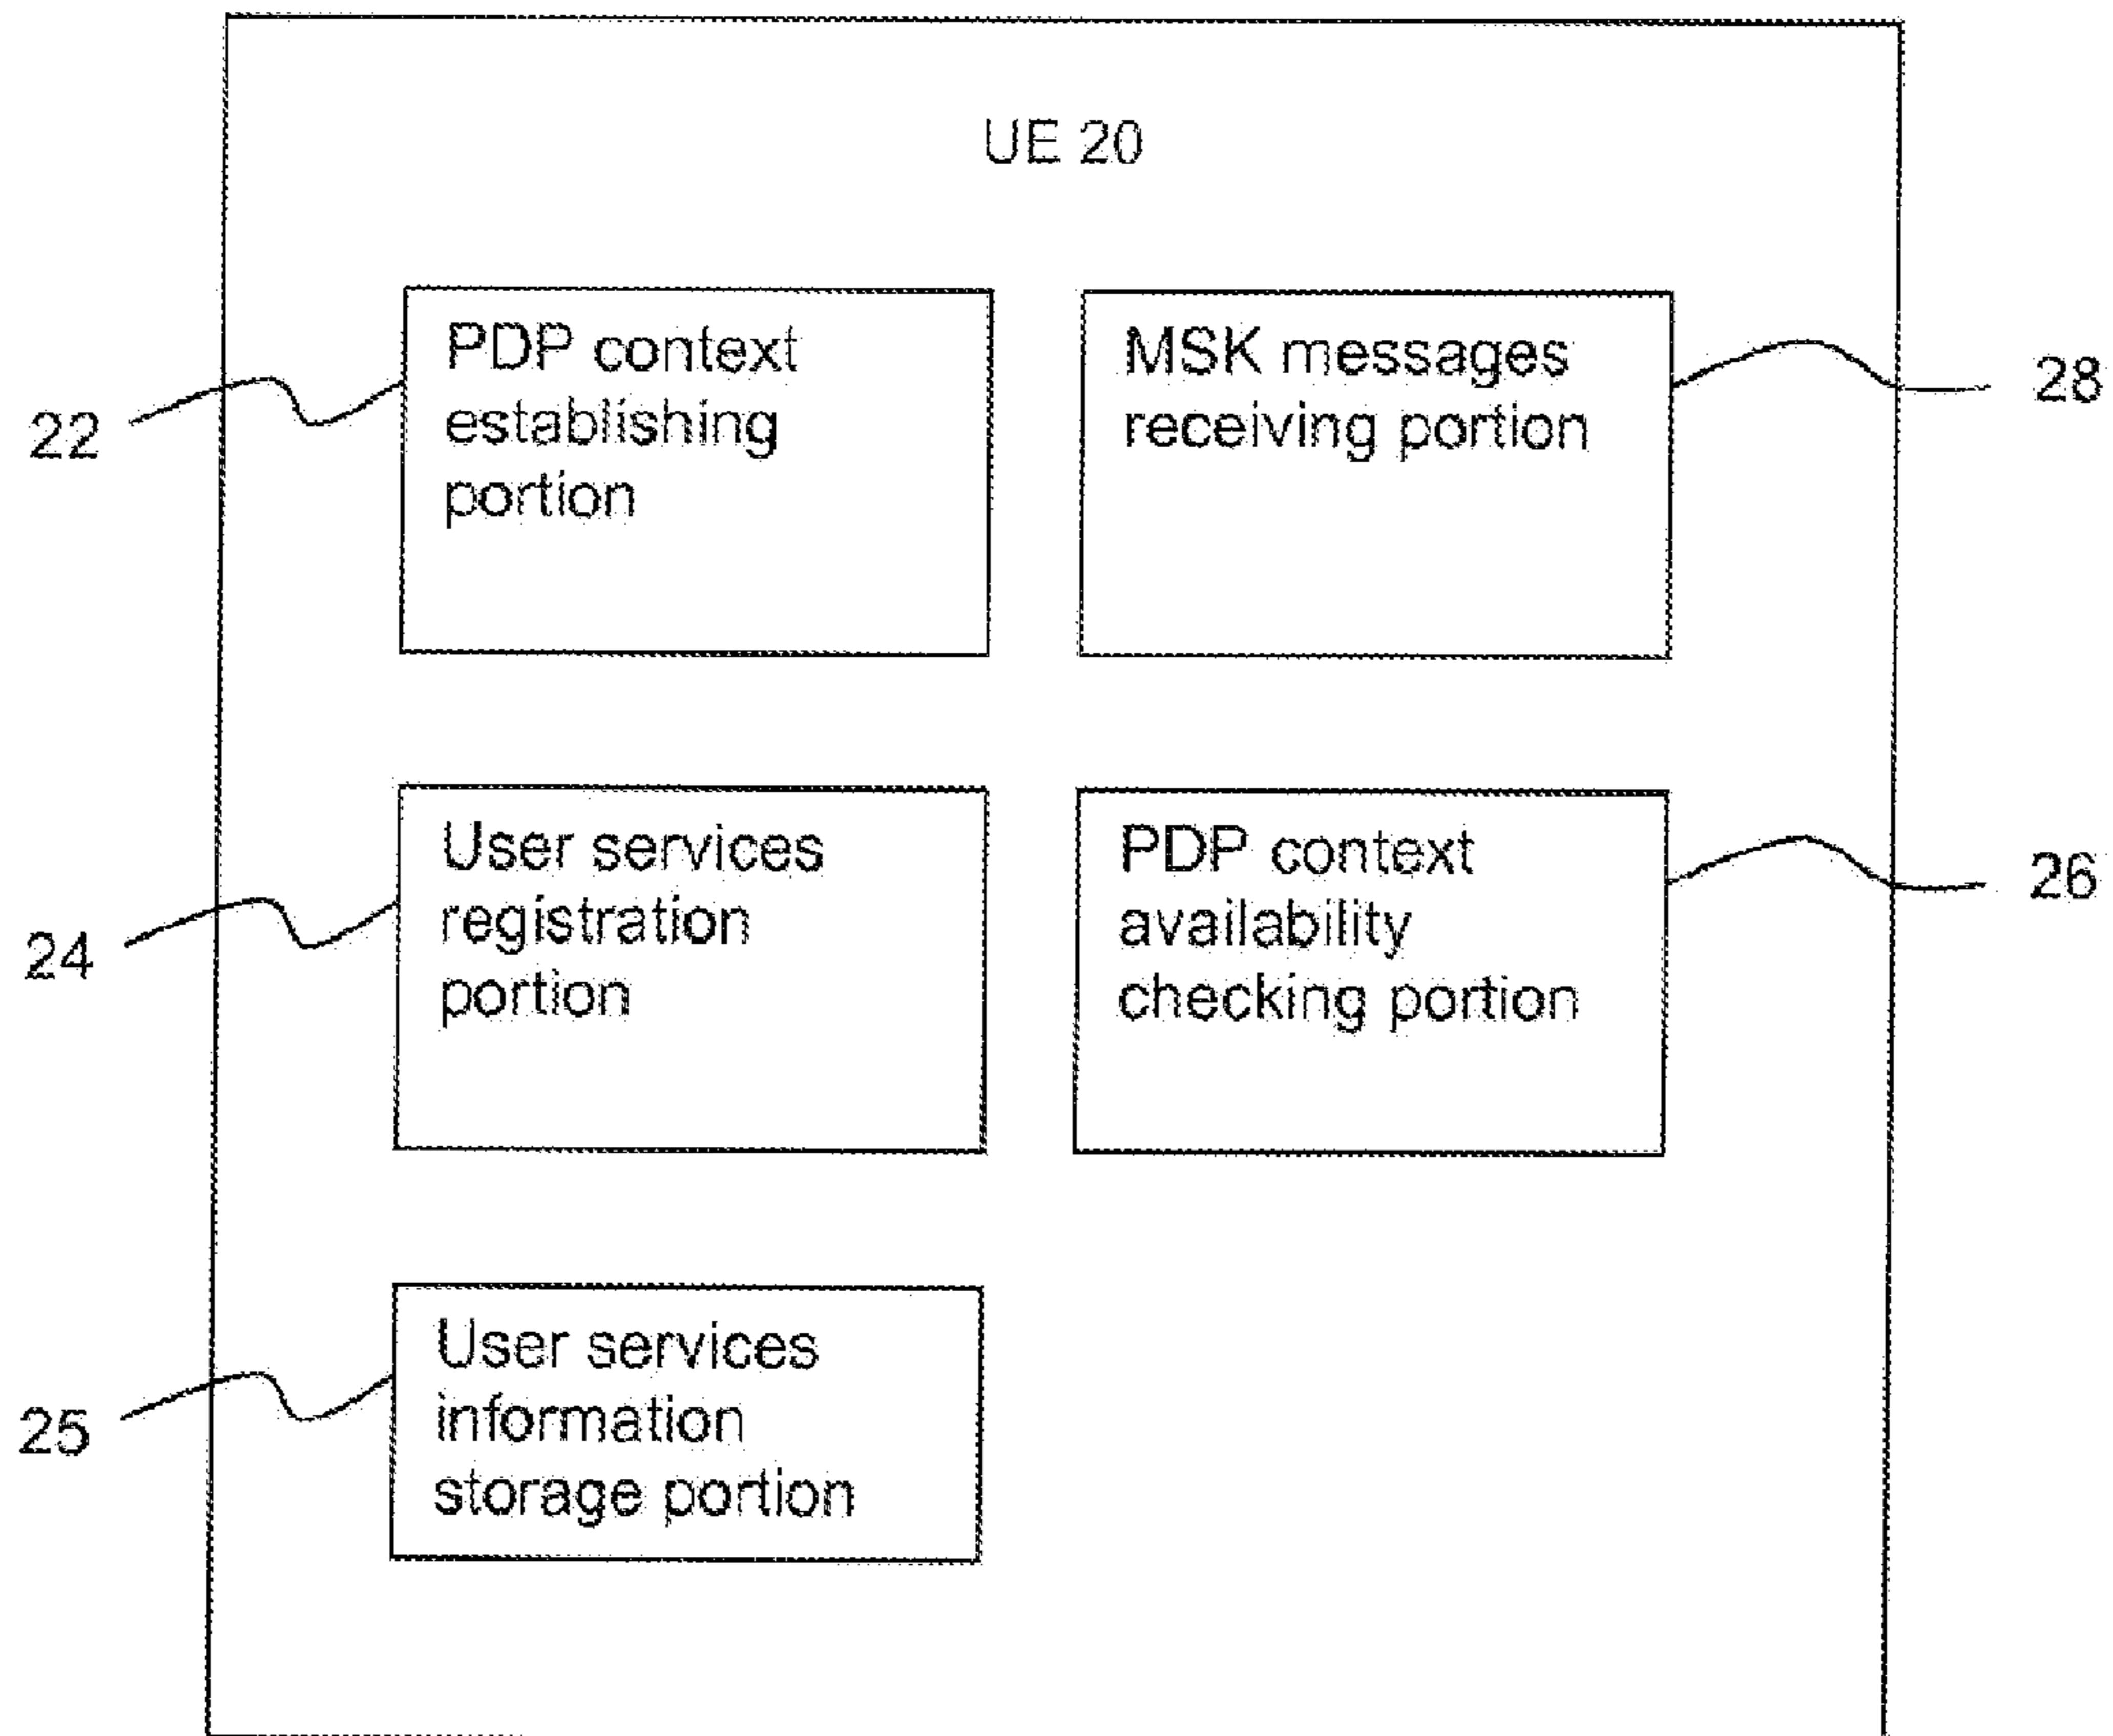 UE 20
PDP context
establishing
portion
22
MSK messages
receiving portion
28
User services
registration
portion
24
PDP context
availability
checking portion
26
User services
information
storage portion
25